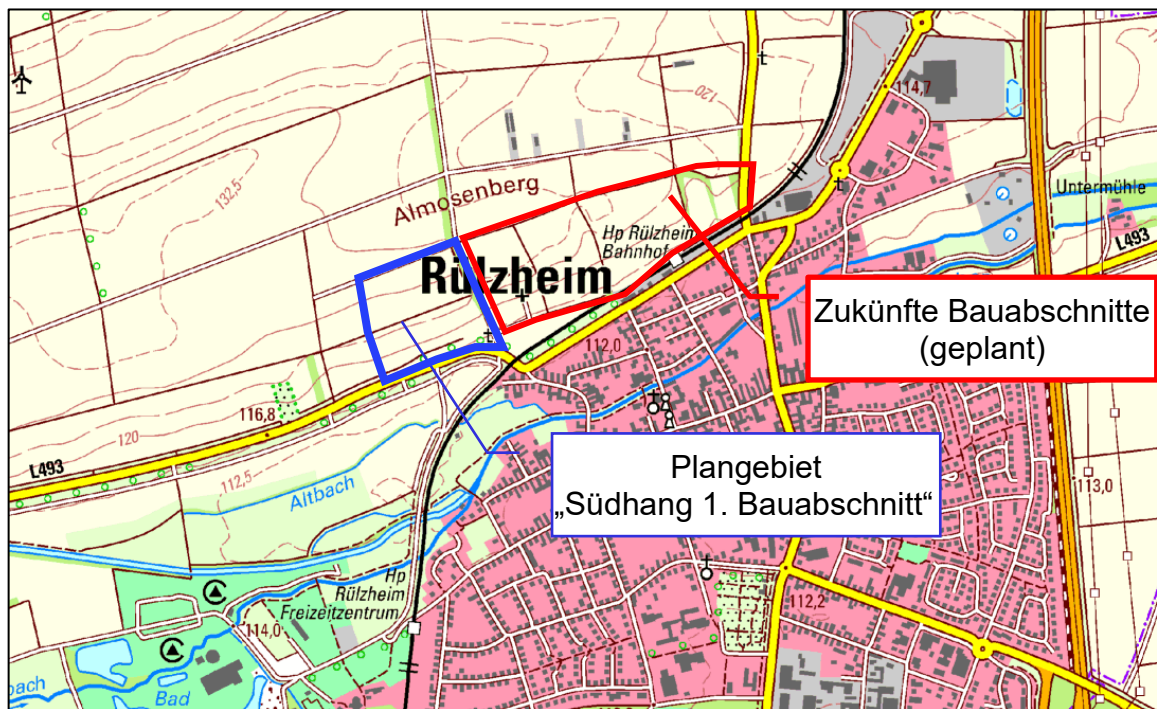 114,7
120
132,5
Almosenberg
Untermühle
Hp Rülzheim
Bahnhof
L493
Rülzheim
Zukünfte Bauabschnitte
(geplant)
112,0
116,8
120
L493
112,5
Altbach
Plangebiet
„Südhang 1. Bauabschnitt“
113,0
Hp
Rülzheim
Freizeitzentrum
114,0
112,2
bach
Bad